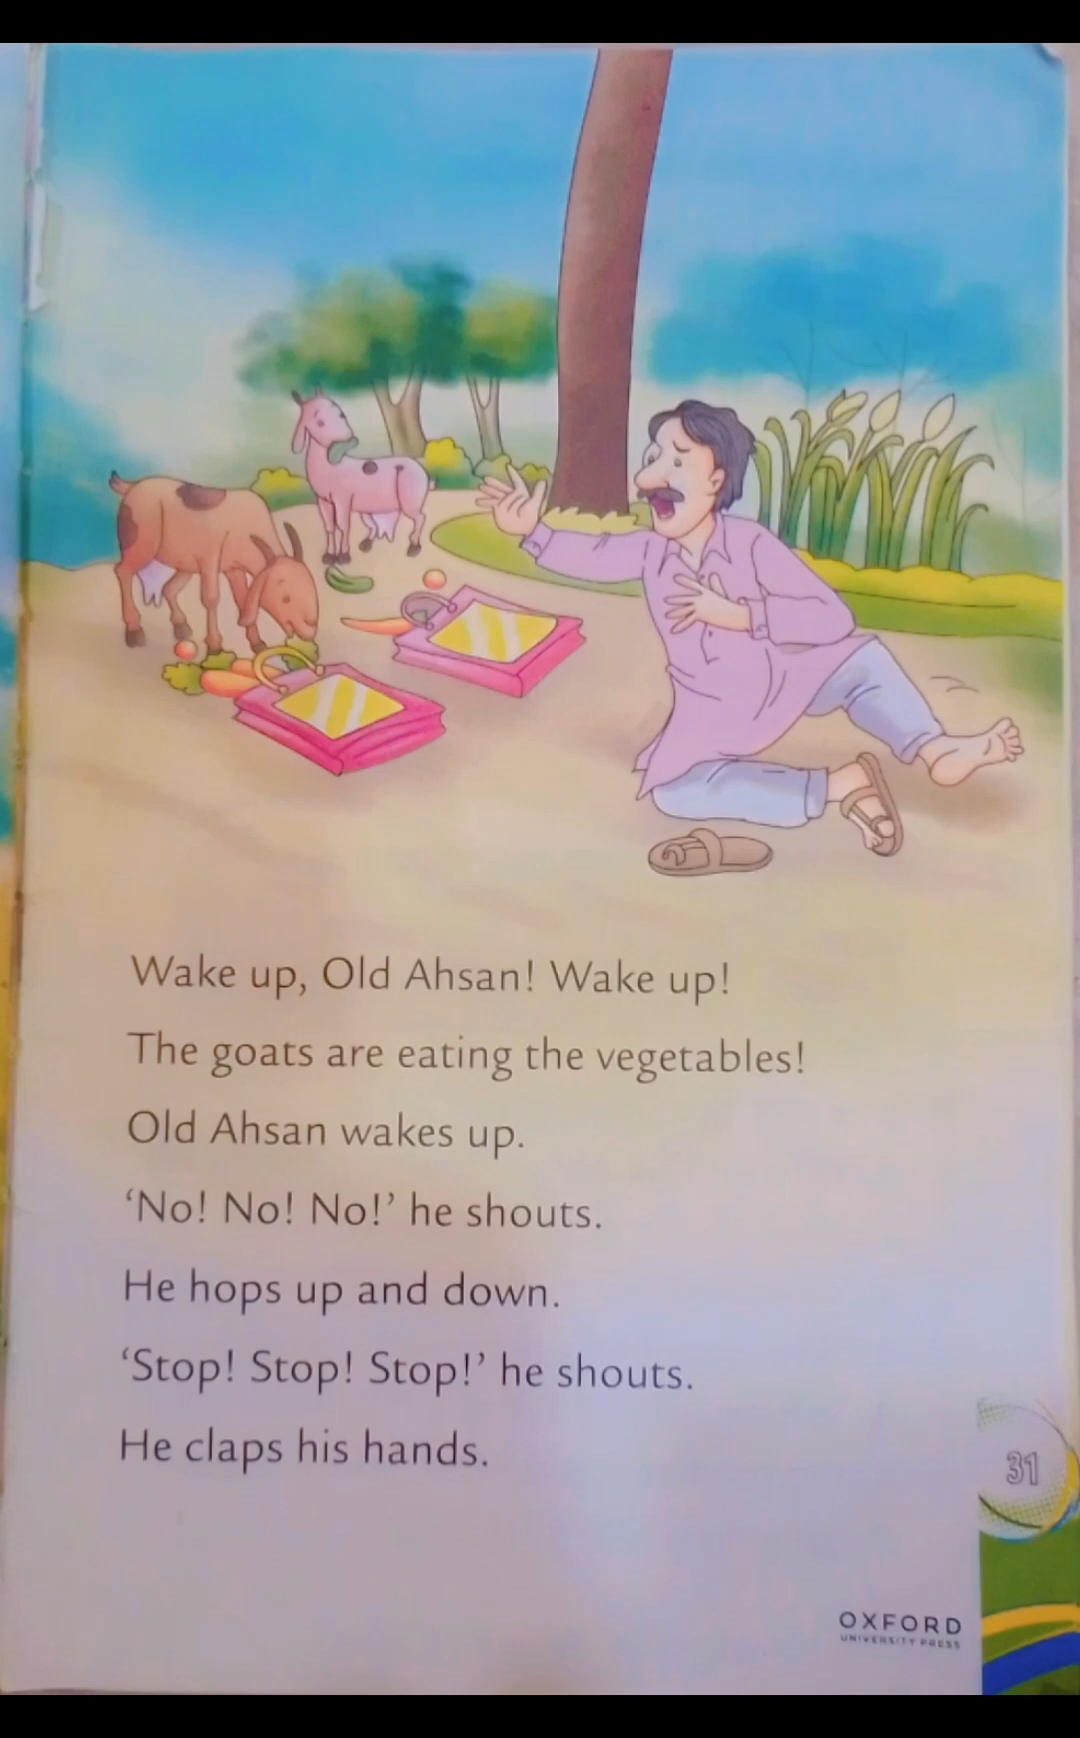 Wake up, Old Ahsan! Wake up!
The goats are eating the vegetables!
Old Ahsan wakes up.
‘No! No! No!’ he shouts.
He hops up and down.
‘Stop! Stop! Stop!’ he shouts.
He claps his hands.
31
OXFORD
UNIVERSITY PRESS